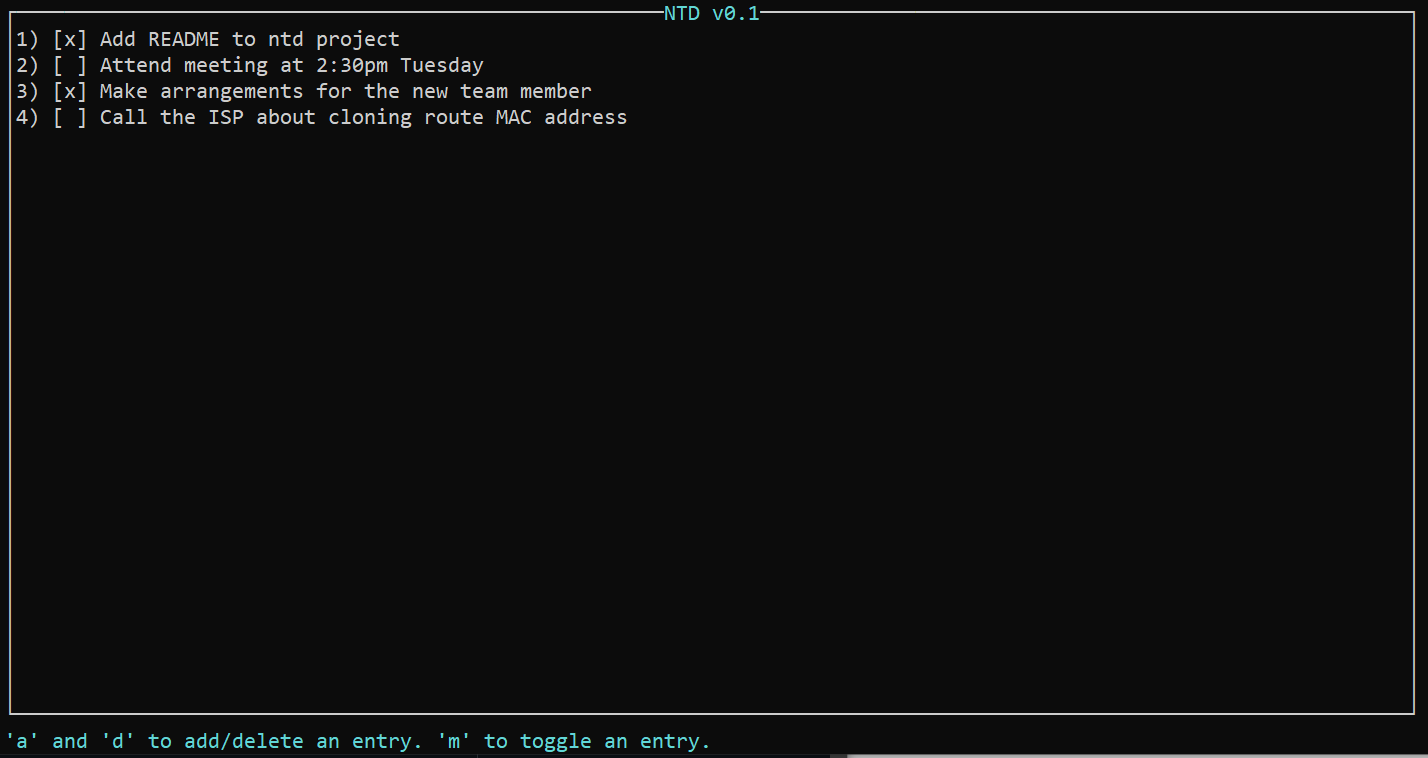 NTD v0.1
1) [x] Add README to ntd project
2) [ ] Attend meeting at 2:30pm Tuesday
3) [x] Make arrangements for the new team member
4) [ ] Call the ISP about cloning route MAC address
'a' and 'd' to add/delete an entry. 'm' to toggle an entry.